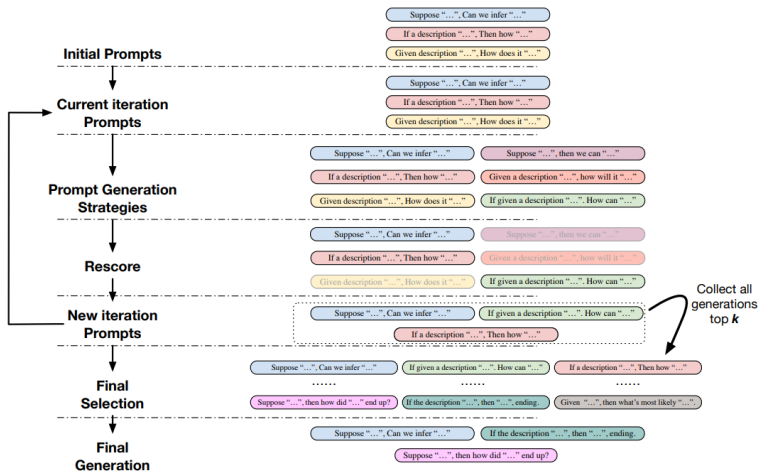 Suppose “…”, Can we infer “…”
If a description “…”, Then how “…”
Initial Prompts
Given description “…”, How does it “…”
Suppose “…”, Can we infer “…”
Current iteration
Prompts
If a description “…”, Then how “…”
Given description “…”, How does it “…”
Suppose “…”, Can we infer “…”
Suppose “…”, then we can “…”
Prompt Generation
Strategies
If a description “…”, Then how “…”
Given a description “…”, how will it “…”
Given description “…”, How does it “…”
If given a description “…”. How can “…”
Suppose “…”, Can we infer “…”
Suppose “…”, then we can “…”
Rescore
If a description “…”, Then how “…”
Given a description “…”, how will it “…”
Given description “…”, How does it “…”
If given a description “…”. How can “…”
Collect all
generations
top k
New iteration
Prompts
Suppose “…”, Can we infer “…”
If given a description “…”. How can “…”
If a description “…”, Then how “…”
Final
Selection
Suppose “…”, Can we infer “…”
If given a description “…”. How can “…”
If a description “…”, Then how “…”
......
......
......
Suppose “…”, then how did “…” end up?
If the description “…”, then “…”, ending.
Given “…”, then what’s most likely “…”.
Final
Generation
Suppose “…”, Can we infer “…”
If the description “…”, then “…”, ending.
Suppose “…”, then how did “…” end up?